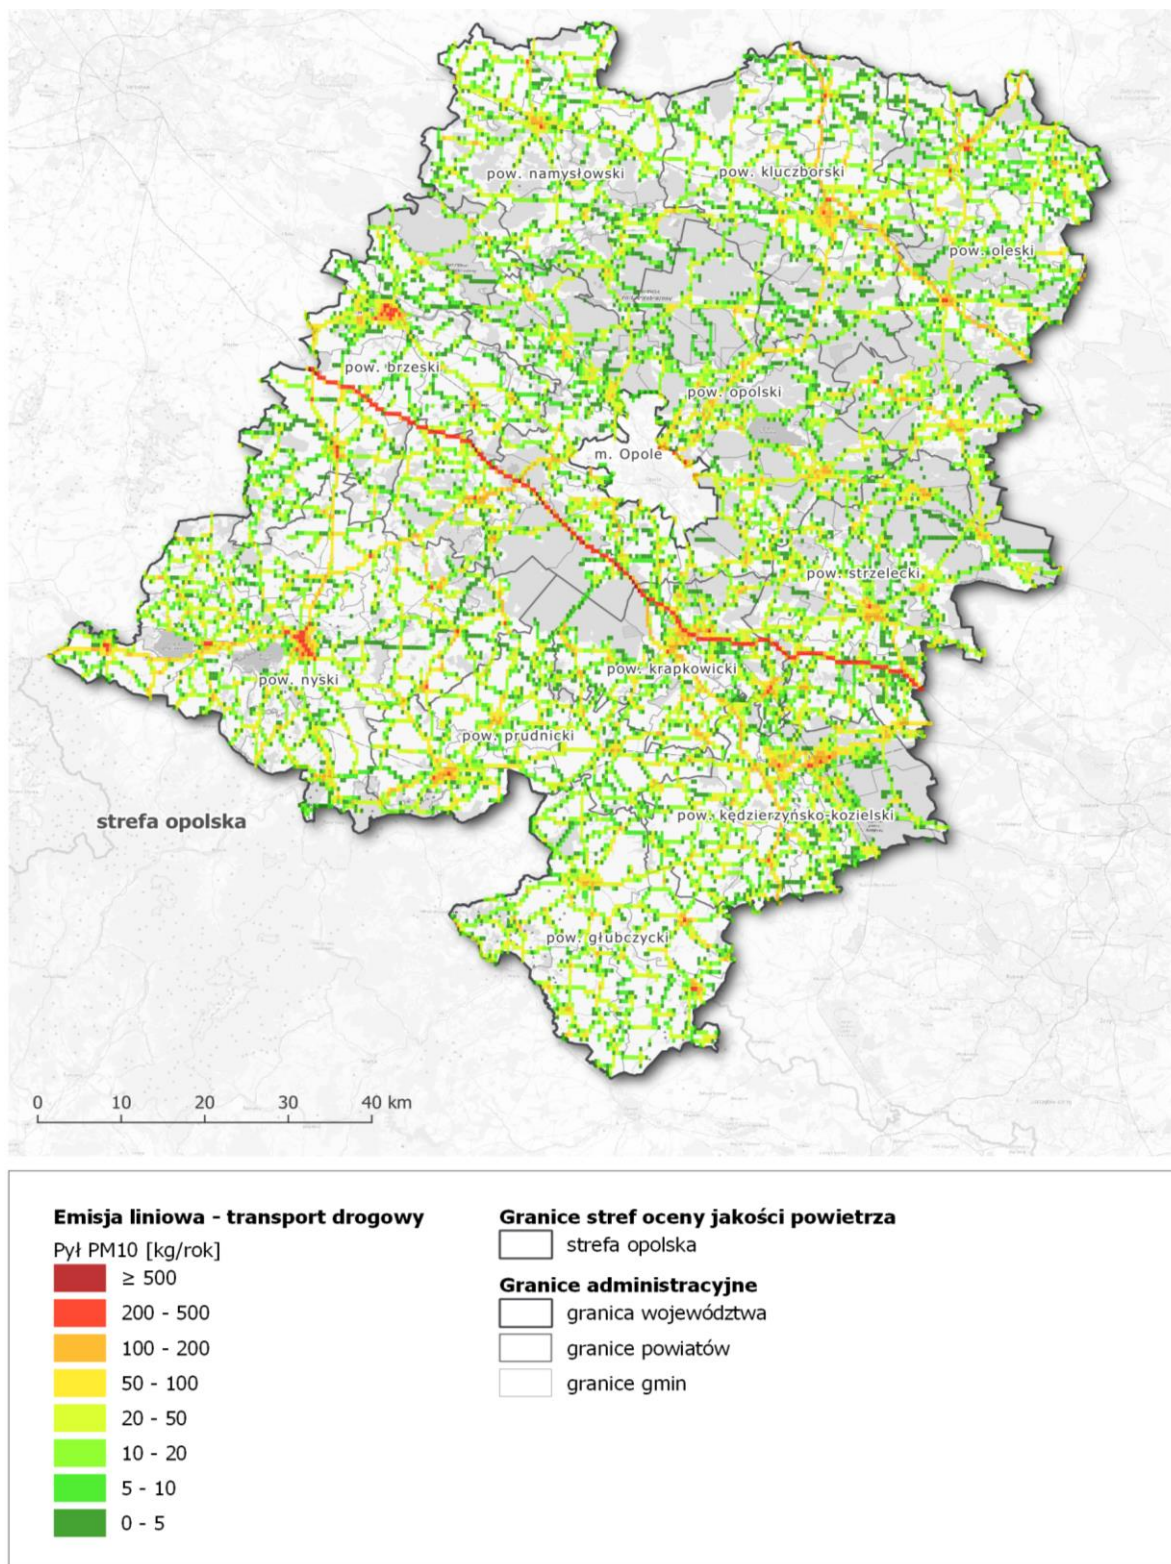 pow. namysłowski
pow. kluczborski
pow. oleski
pow. brzeski
pow. opolski
m. Opole
pow. strzelecki
pow. krapkowicki
pow. nyski
pow. prudnicki
strefa opolska
pow. kędzierzyńsko-kozielski
pow. głubczycki
0 10 20 30 40 km
Emisja liniowa - transport drogowy
Pył PM10 [kg/rok]
≥ 500
200 - 500
100 - 200
50 - 100
20 - 50
10 - 20
5 - 10
0 - 5
Granice stref oceny jakości powietrza
strefa opolska
Granice administracyjne
granica województwa
granice powiatów
granice gmin